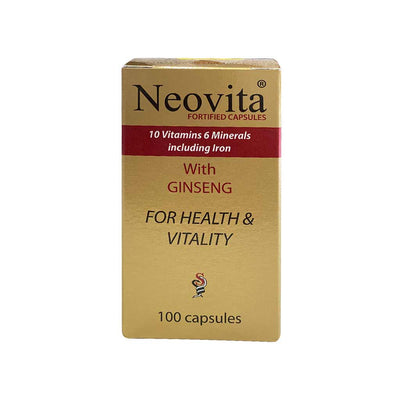 Neovita®
FORTIFIED CAPSULES
10 Vitamins 6 Minerals
including Iron
With
GINSENG
FOR HEALTH &
VITALITY
100 capsules